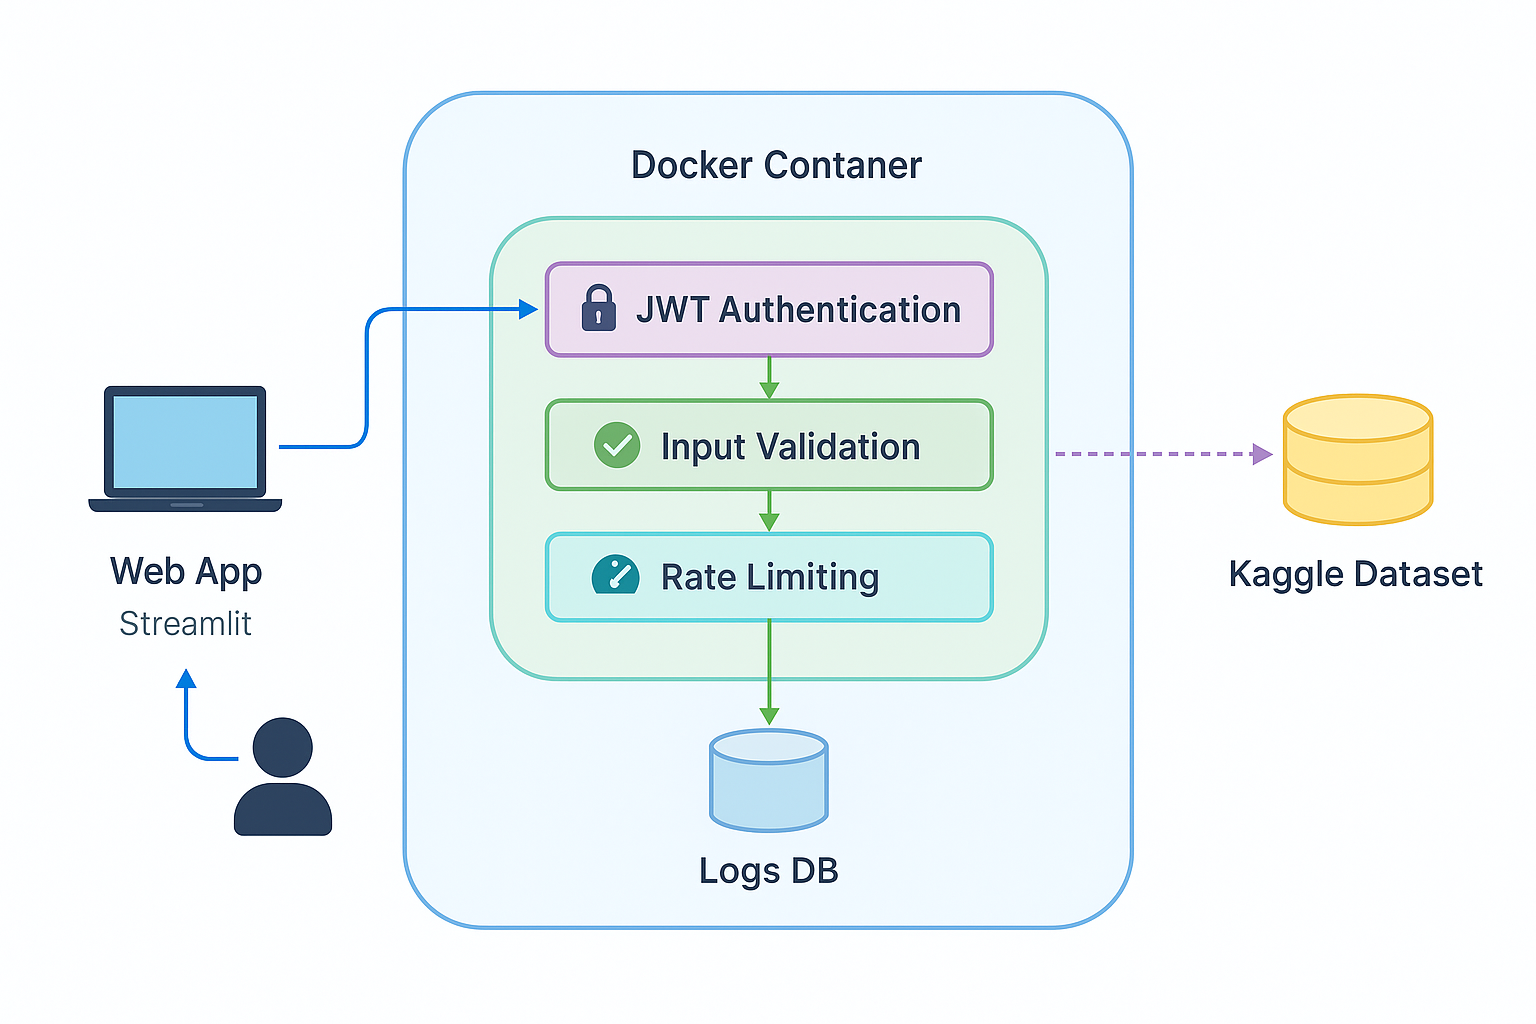 Docker Contaner
JWT Authentication
Input Validation
Rate Limiting
Logs DB
Web App
Streamlit
Kaggle Dataset